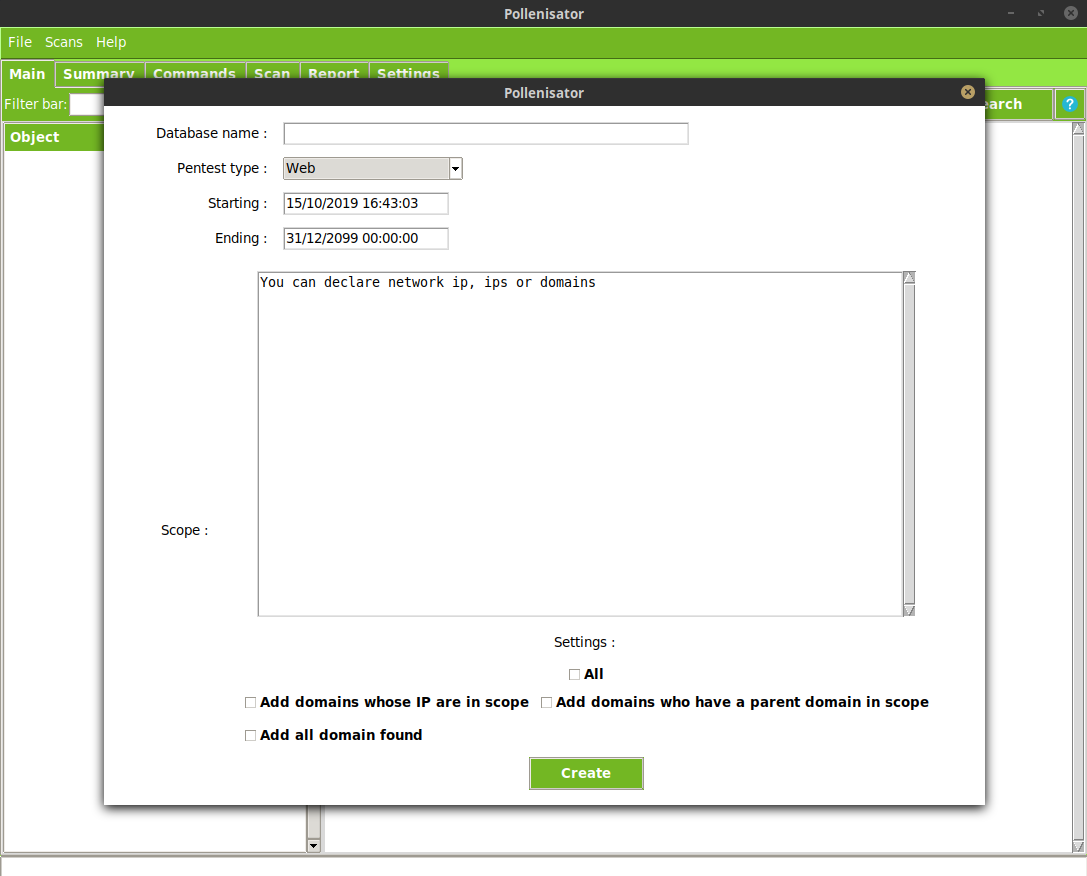 Pollenisator
File Scans Help
Main Summary Commands Scan Report Settings
Filter bar:
earch ?
Object
Pollenisator
Database name :
Pentest type : Web
Starting : 15/10/2019 16:43:03
Ending : 31/12/2099 00:00:00
You can declare network ip, ips or domains
Scope :
Settings :
All
Add domains whose IP are in scope Add domains who have a parent domain in scope
Add all domain found
Create